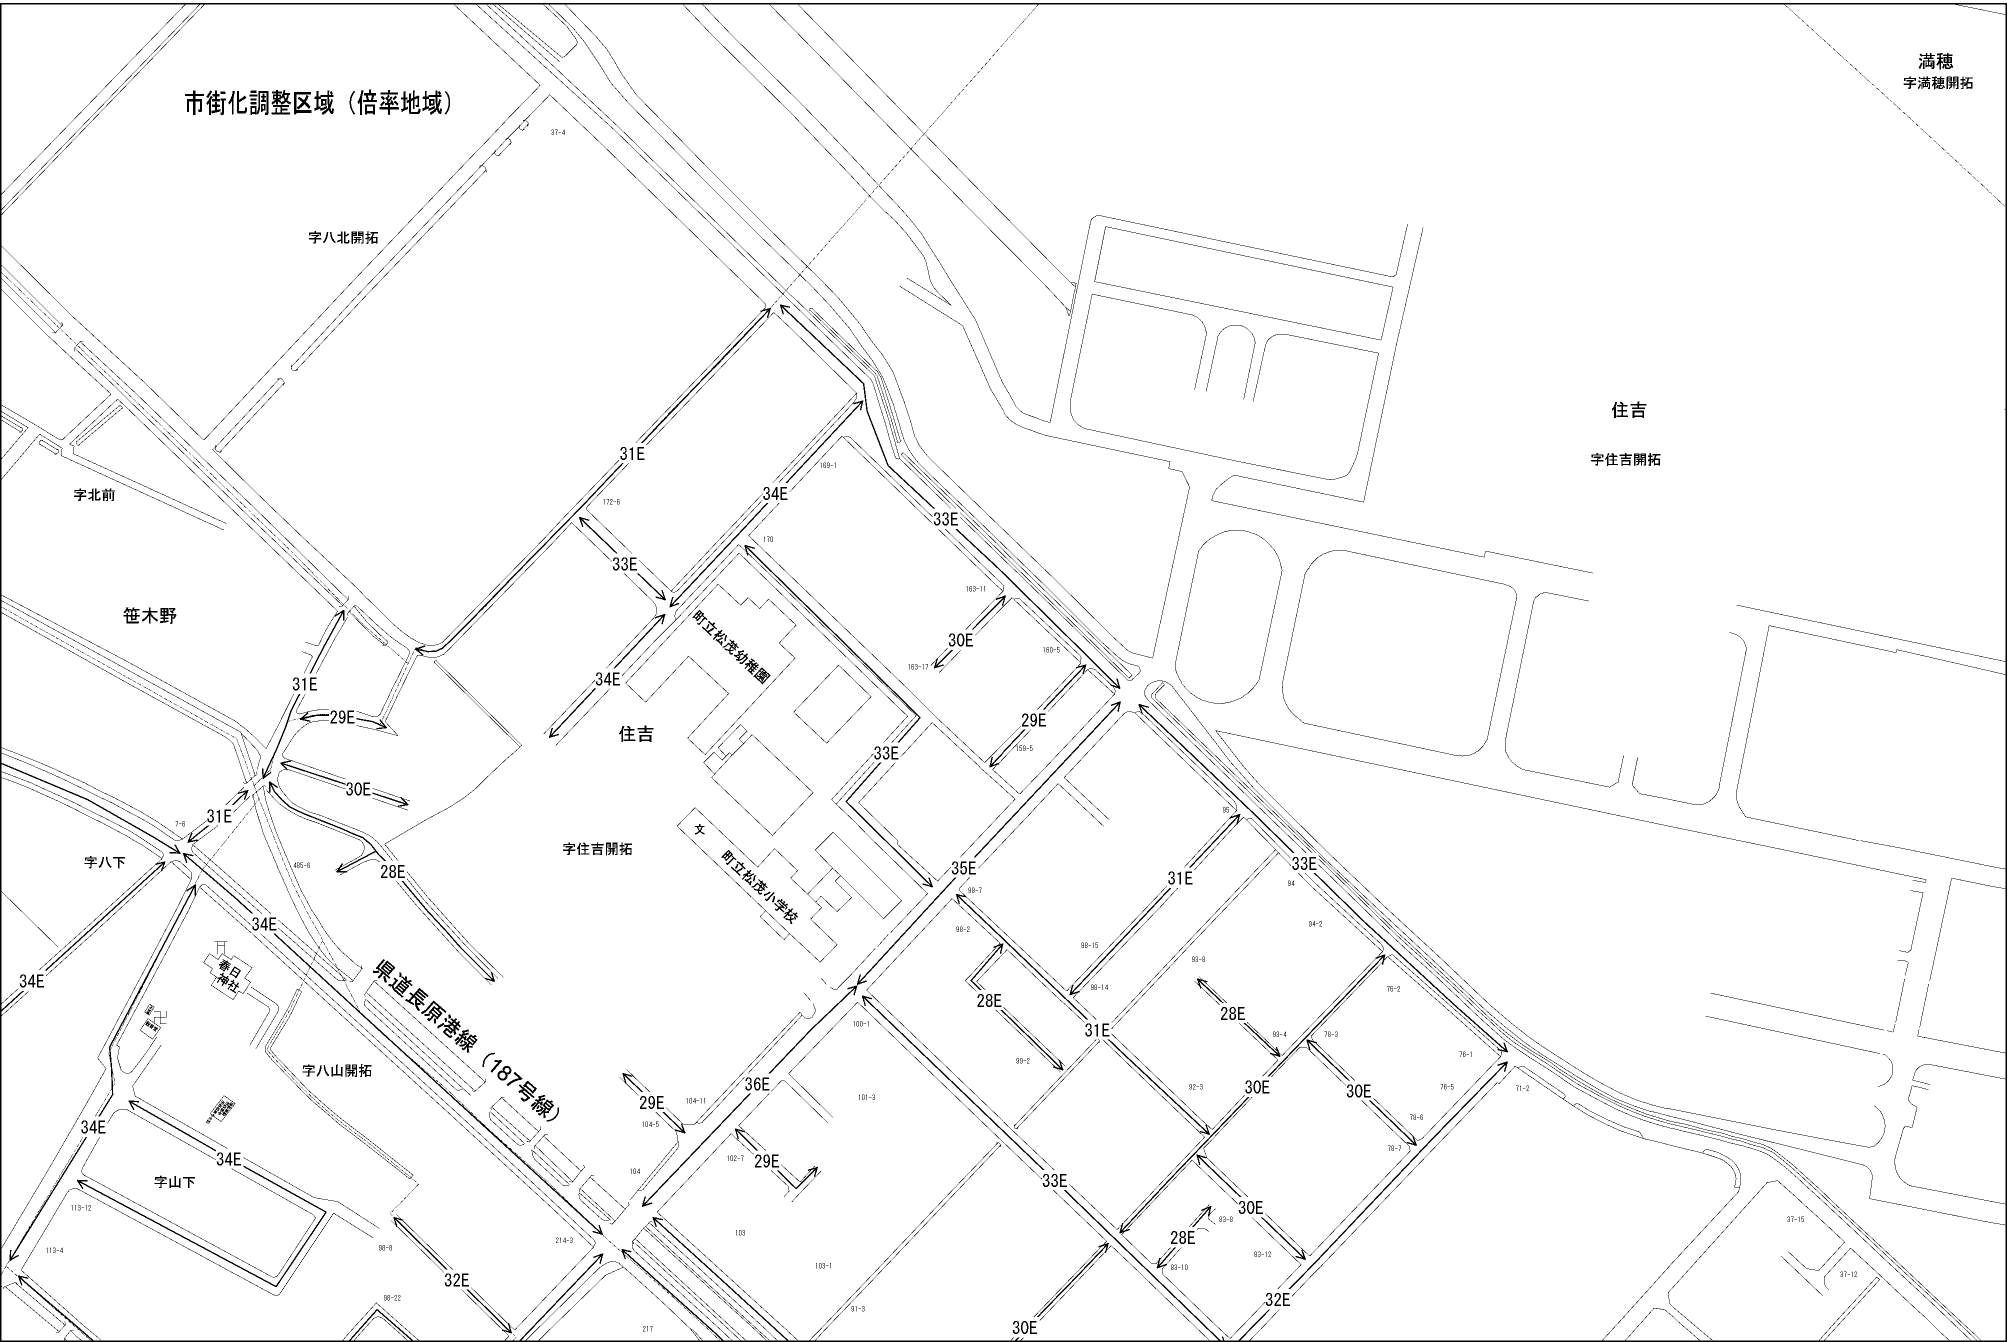 満穂
字満穂開拓
市街化調整区域（倍率地域）
37-4
字八北開拓
住吉
字住吉開拓
31E
169-1
字北前
34E
172-6
33E
170
33E
163-11
笹木野
町立松茂幼稚園
30E
160-5
163-17
34E
31E
29E
29E
住吉
159-5
33E
30E
95
31E
7-6
字八下
字住吉開拓
485-6
28E
文
町立松茂小学校
35E
33E
31E
94
98-7
34E
94-2
98-2
98-15
春日
神社
34E
県道長原港線（187号線）
93-8
98-14
76-2
28E
28E
100-1
31E
93-4
78-3
76-1
99-2
字八山開拓
36E
30E
30E
92-3
76-5
71-2
101-3
29E
104-11
104-5
78-6
34E
78-7
34E
102-7
29E
104
33E
字山下
113-12
30E
93-8
37-15
103
28E
214-3
98-8
113-4
93-12
103-1
93-10
37-12
32E
98-22
32E
91-3
30E
217